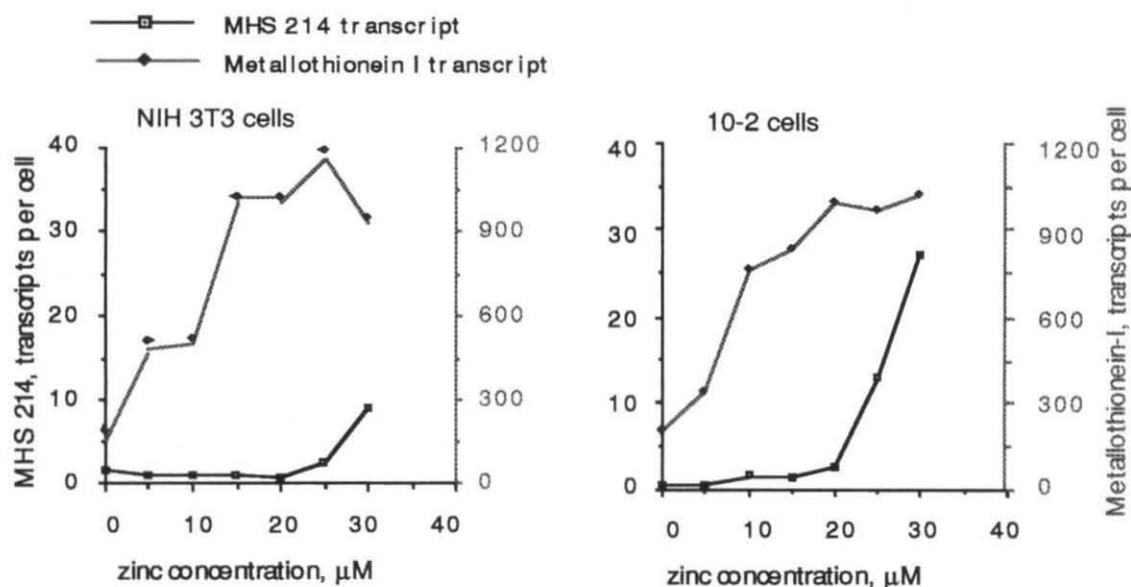 MHS 214 transcript
Metallothionein I transcript
NIH 3T3 cells
MHS 214, transcripts per cell
40
30
20
10
0
1200
900
600
300
0
0 10 20 30 40
zinc concentration, µM
10-2 cells
40
30
20
10
0
1200
900
600
300
0
Metallothionein-I, transcripts per cell
0 10 20 30 40
zinc concentration, µM